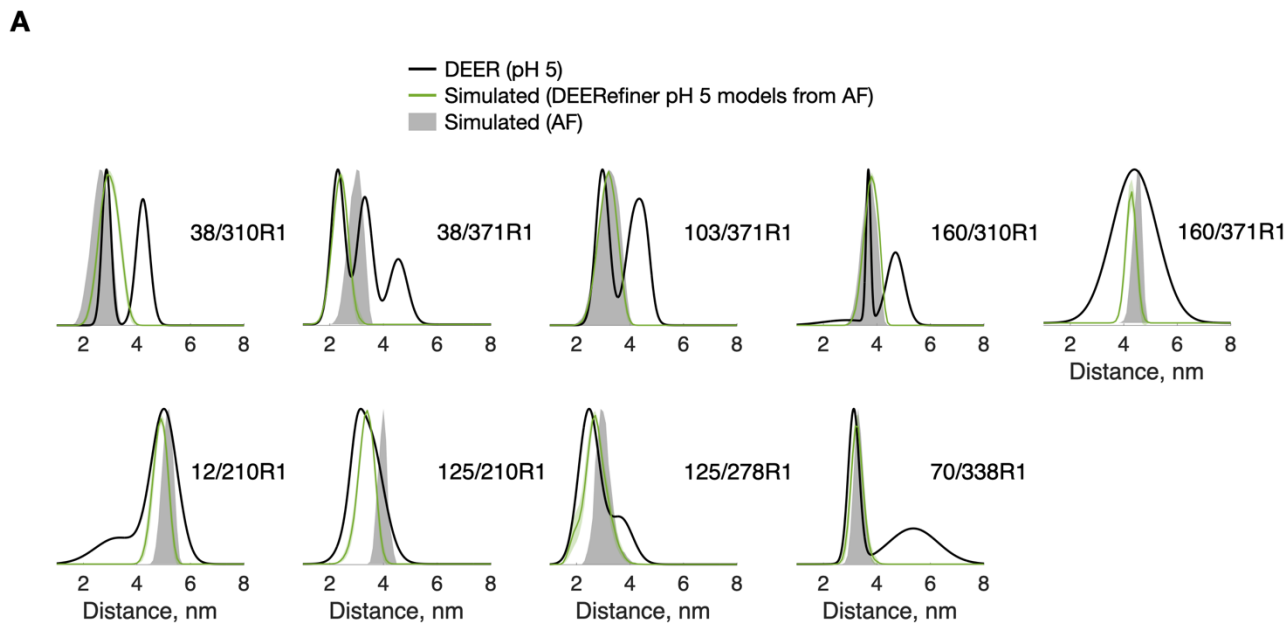 A
DEER (pH 5)
Simulated (DEERefiner pH 5 models from AF)
Simulated (AF)
38/310R1
38/371R1
103/371R1
160/310R1
160/371R1
2 4 6 8
2 4 6 8
2 4 6 8
2 4 6 8
2 4 6 8
Distance, nm
12/210R1
125/210R1
125/278R1
70/338R1
2 4 6 8
2 4 6 8
2 4 6 8
2 4 6 8
Distance, nm
Distance, nm
Distance, nm
Distance, nm